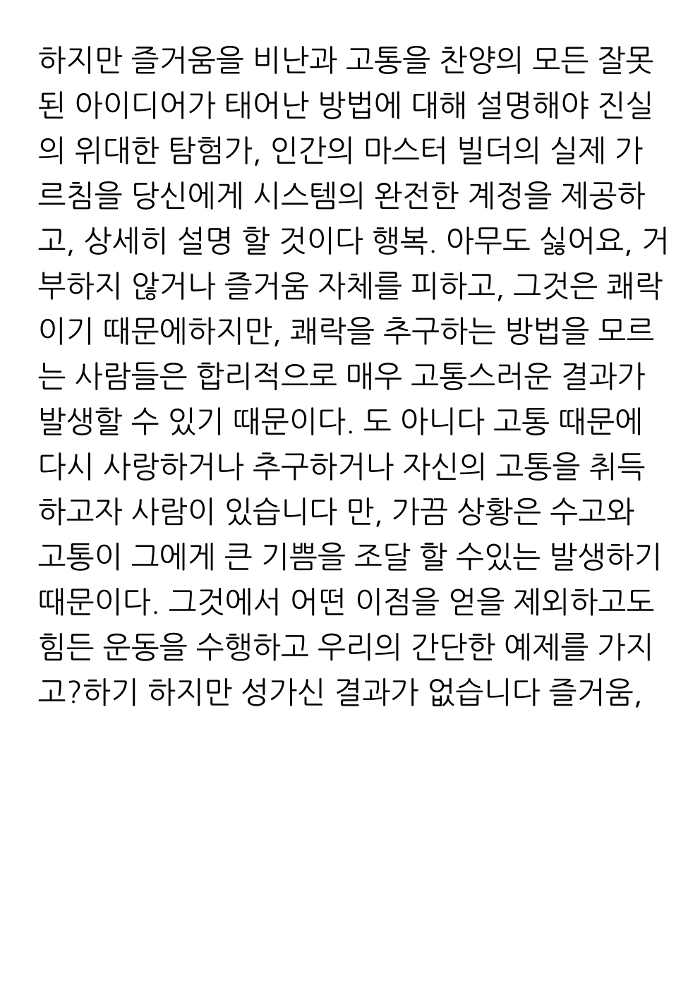 하지만 즐거움을 비난과 고통을 찬양의 모든 잘못
된 아이디어가 태어난 방법에 대해 설명해야 진실
의 위대한 탐험가, 인간의 마스터 빌더의 실제 가
르침을 당신에게 시스템의 완전한 계정을 제공하
고, 상세히 설명 할 것이다 행복. 아무도 싫어요, 거
부하지 않거나 즐거움 자체를 피하고, 그것은 쾌락
이기 때문에하지만, 쾌락을 추구하는 방법을 모르
는 사람들은 합리적으로 매우 고통스러운 결과가
발생할 수 있기 때문이다. 도 아니다 고통 때문에
다시 사랑하거나 추구하거나 자신의 고통을 취득
하고자 사람이 있습니다 만, 가끔 상황은 수고와
고통이 그에게 큰 기쁨을 조달 할 수있는 발생하기
때문이다. 그것에서 어떤 이점을 얻을 제외하고도
힘든 운동을 수행하고 우리의 간단한 예제를 가지
고?하기 하지만 성가신 결과가 없습니다 즐거움,